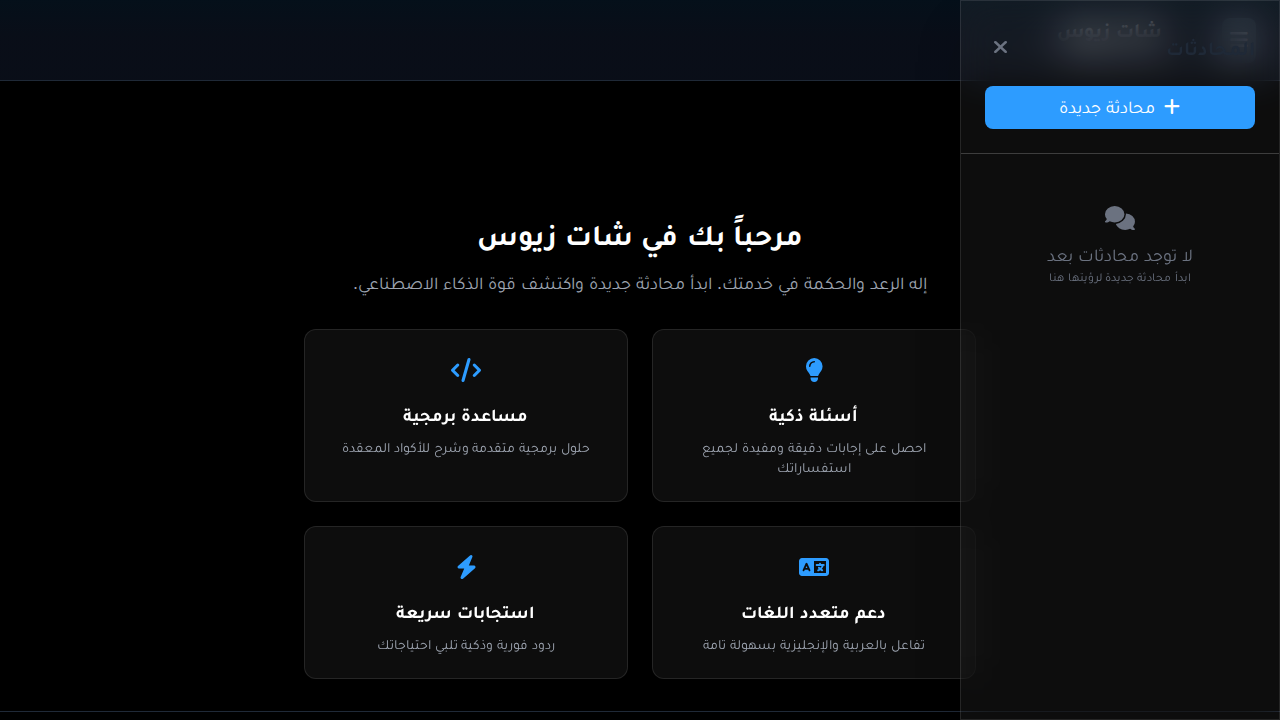 شات زيوس
المحادثات
محادثة جديدة
لا توجد محادثات بعد
ابدأ محادثة جديدة لرؤيتها هنا
مرحباً بك في شات زيوس
إله الرعد والحكمة في خدمتك. ابدأ محادثة جديدة واكتشف قوة الذكاء الاصطناعي.
أسئلة ذكية
احصل على إجابات دقيقة ومفيدة لجميع
استفساراتك
مساعدة برمجية
حلول برمجية متقدمة وشرح للأكواد المعقدة
دعم متعدد اللغات
تفاعل بالعربية والإنجليزية بسهولة تامة
استجابات سريعة
ردود فورية وذكية تلبي احتياجاتك